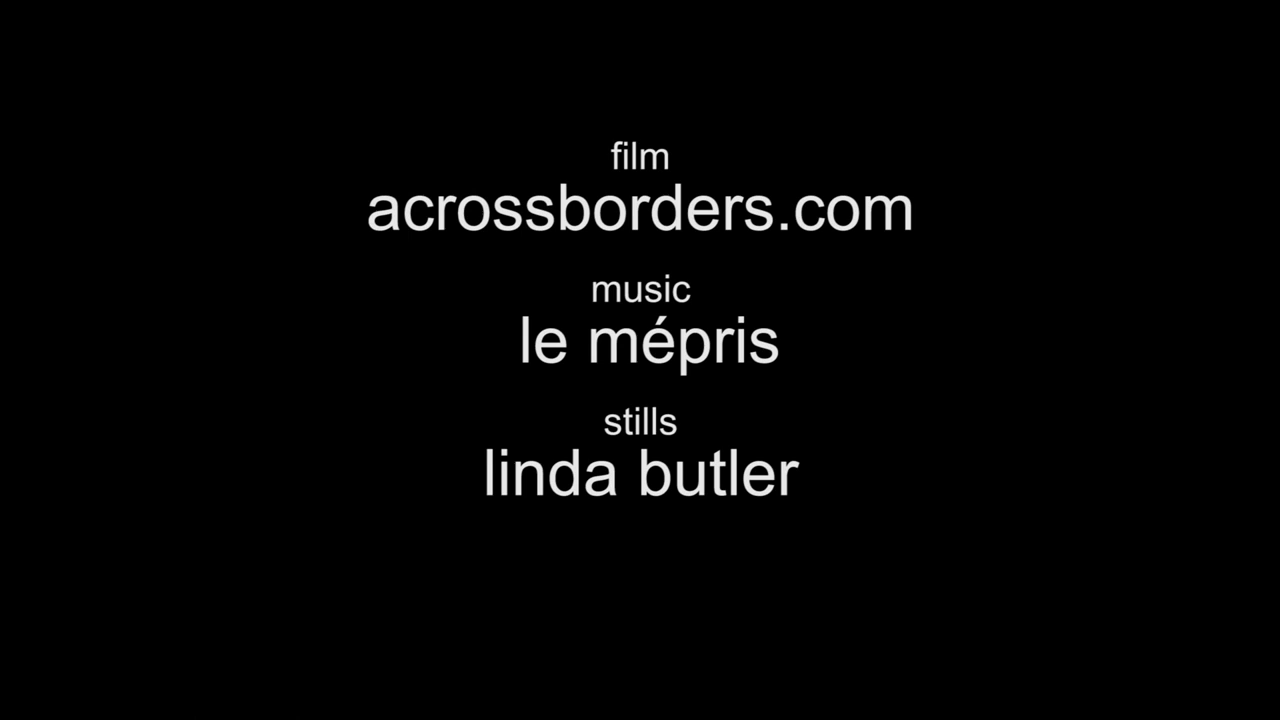 film
acrossborders.com
music
le mépris
stills
linda butler